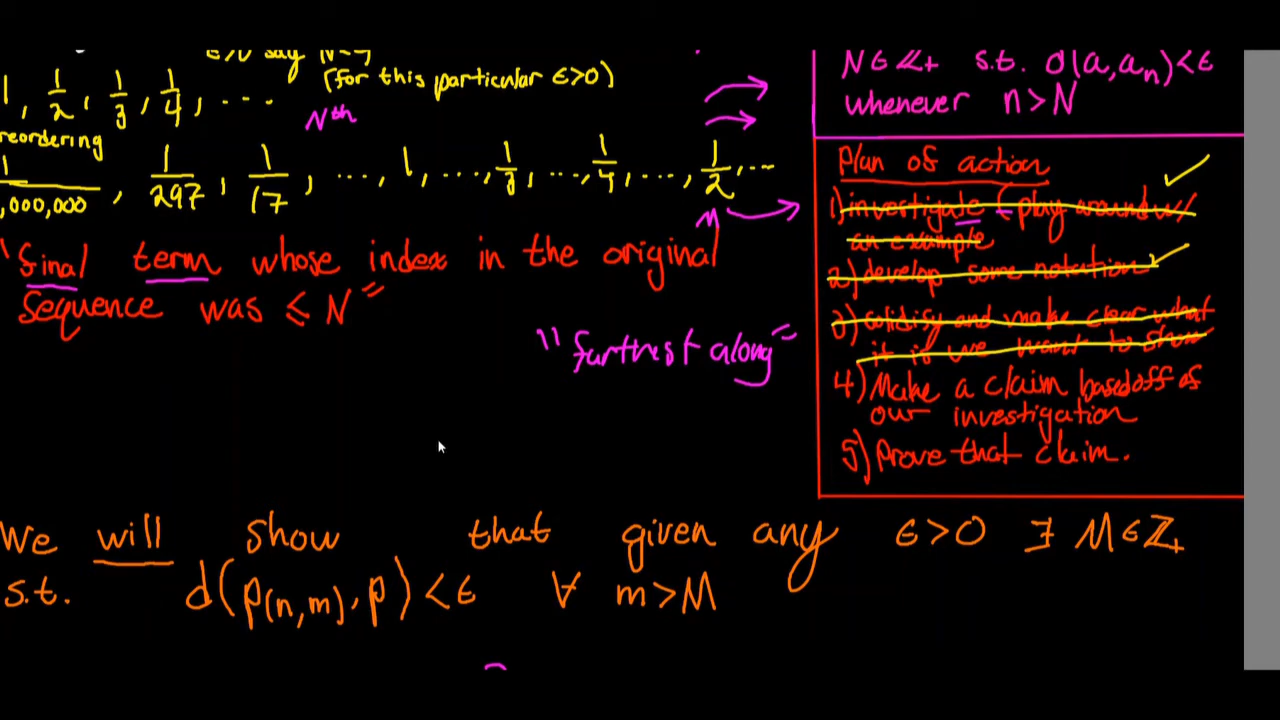 ε>0 say N=4
(for this particular ε>0)
1, 1/2, 1/3, 1/4, ...
reordering
Nth
1/,000,000, 1/297, 1/17, ..., 1, ..., 1/3, ..., 1/4, ..., 1/2, ...
M
"final term whose index in the original
sequence was ≤ N"
"furthest along"
N∈ℤ+ s.t. d(a,an)<ε
whenever n>N
Plan of action
1) investigate (play around w/
an example
2) develop some notation
3) solidify and make clear what
it is we want to show
4) Make a claim based off of
our investigation
5) Prove that claim.
We will show that given any ε>0 ∃ M∈ℤ+
s.t. d(p(n,m), p) <ε ∀ m>M